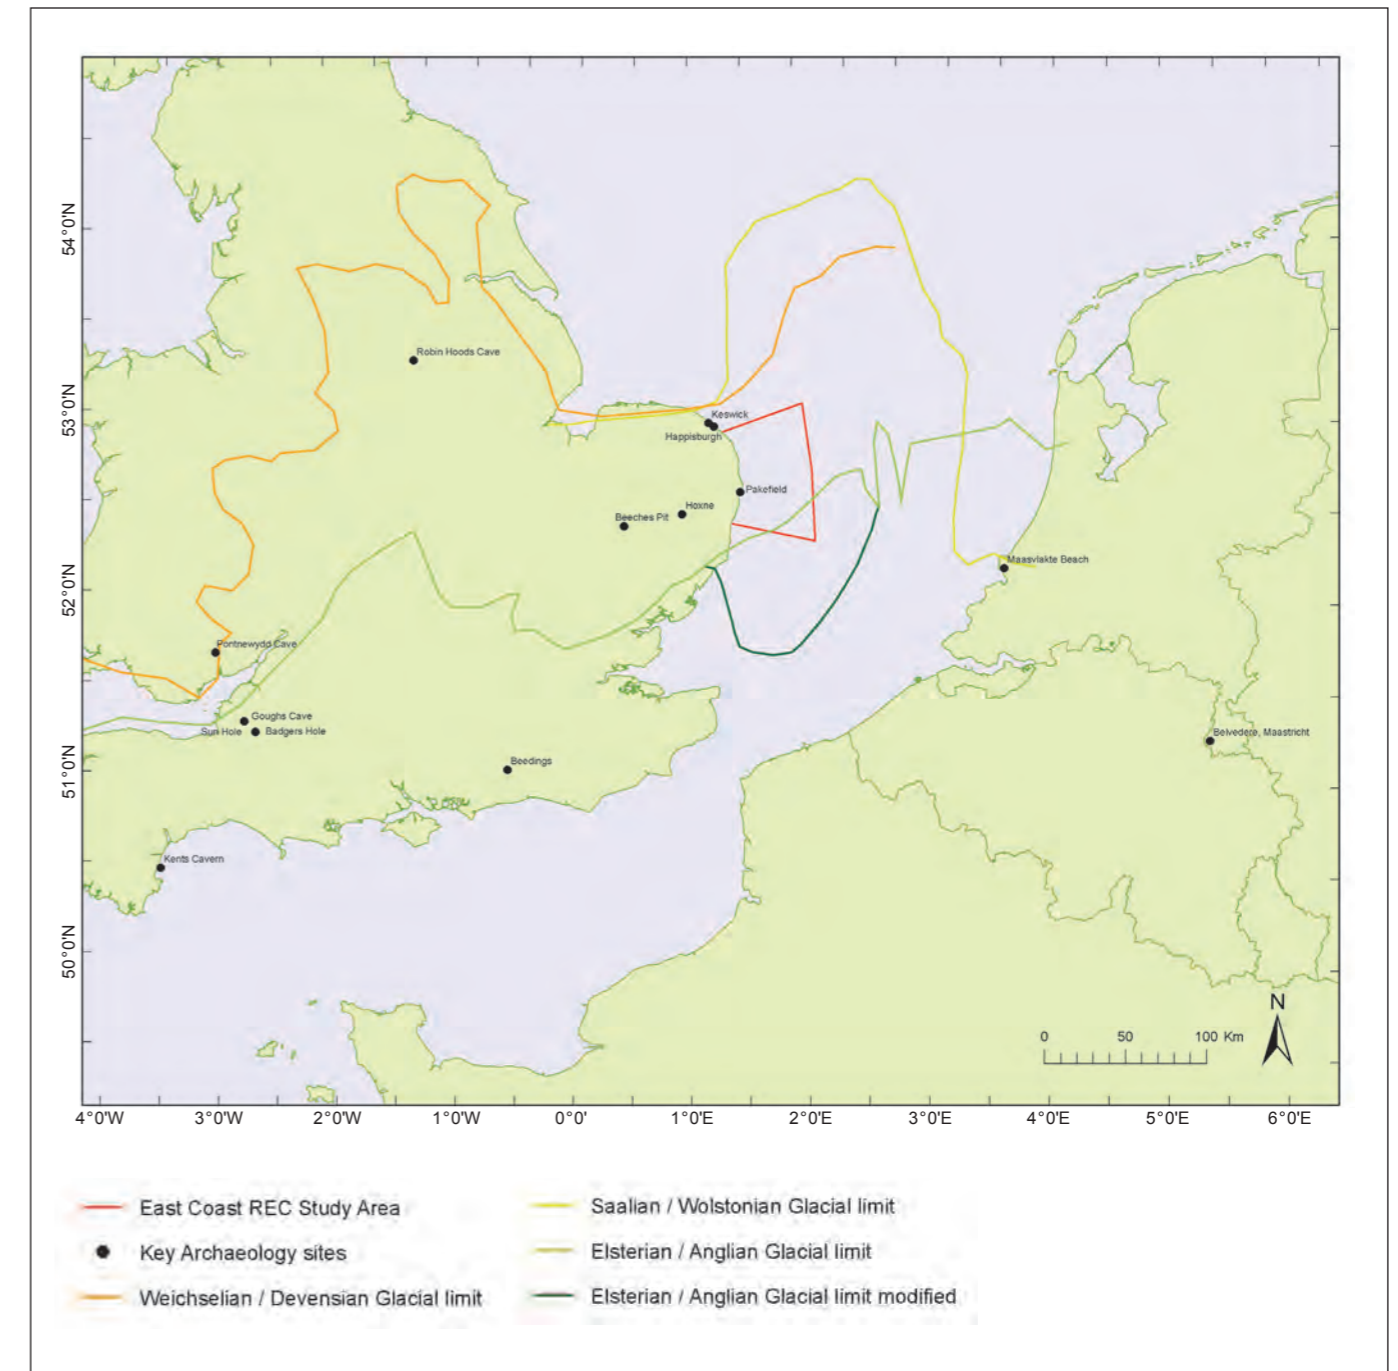 54°0'N
53°0'N
52°0'N
51°0'N
50°0'N
Robin Hoods Cave
Keswick
Happisburgh
Pakefield
Hoxne
Beeches Pit
Maasvlakte Beach
Pontnewydd Cave
Goughs Cave
Sun Hole
Badgers Hole
Belvedere, Maastricht
Beedings
Kents Cavern
N
0 50 100 Km
4°0'W 3°0'W 2°0'W 1°0'W 0°0' 1°0'E 2°0'E 3°0'E 4°0'E 5°0'E 6°0'E
East Coast REC Study Area
Key Archaeology sites
Weichselian / Devensian Glacial limit
Saalian / Wolstonian Glacial limit
Elsterian / Anglian Glacial limit
Elsterian / Anglian Glacial limit modified